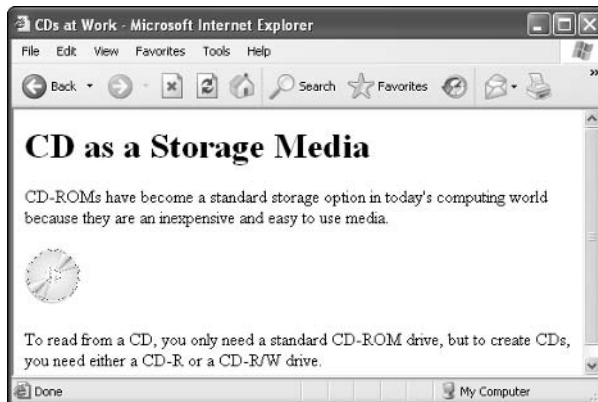 CDs at Work - Microsoft Internet Explorer
File Edit View Favorites Tools Help
Back Search Favorites »
CD as a Storage Media
CD-ROMs have become a standard storage option in today's computing world
because they are an inexpensive and easy to use media.
To read from a CD, you only need a standard CD-ROM drive, but to create CDs,
you need either a CD-R or a CD-R/W drive.
Done My Computer